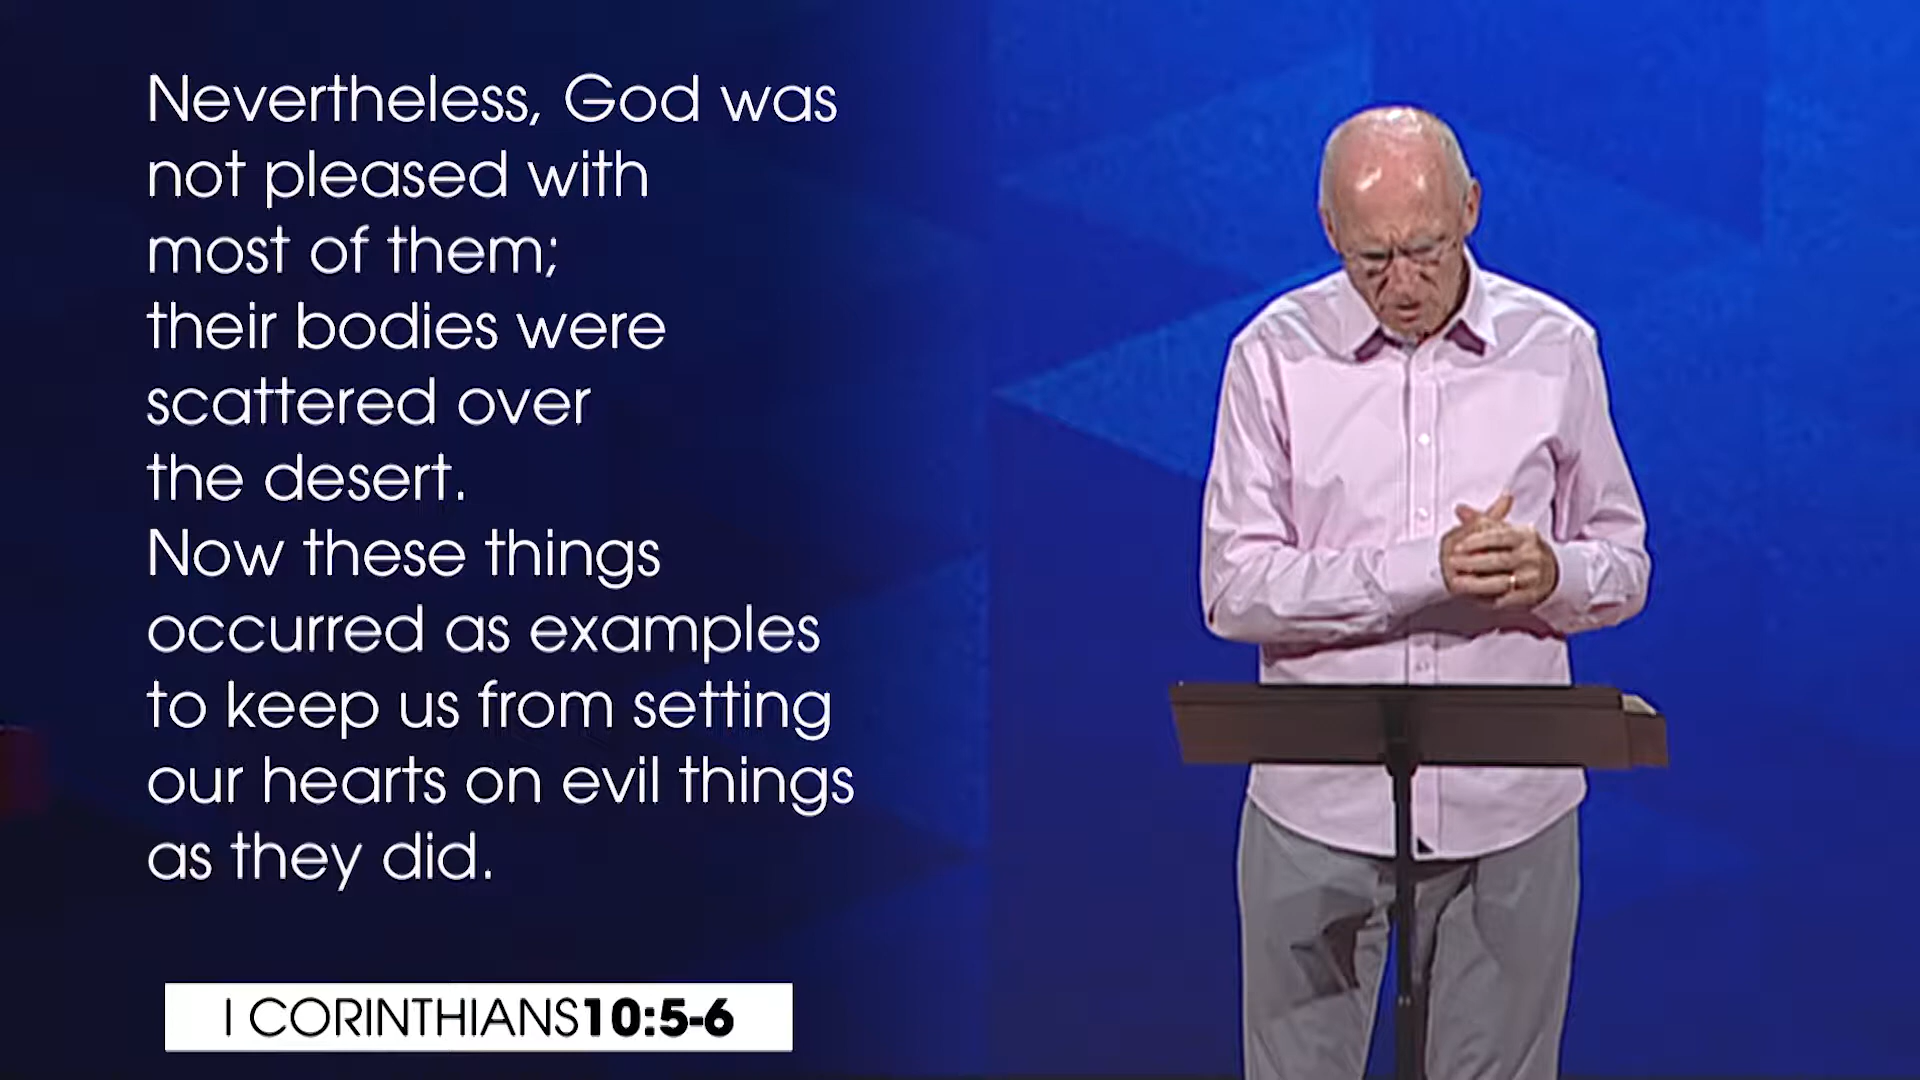 Nevertheless, God was
not pleased with
most of them;
their bodies were
scattered over
the desert.
Now these things
occurred as examples
to keep us from setting
our hearts on evil things
as they did.
I CORINTHIANS10:5-6